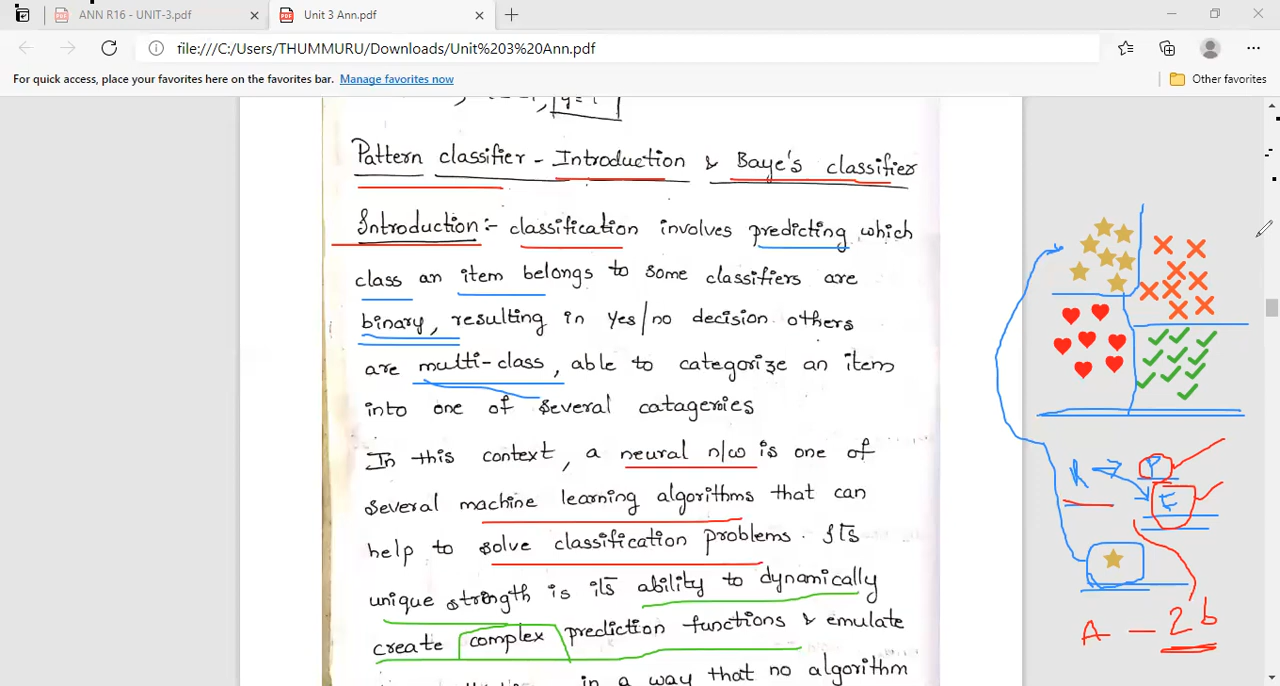 ANN R16 - UNIT-3.pdf
Unit 3 Ann.pdf
file:///C:/Users/THUMMURU/Downloads/Unit%203%20Ann.pdf
For quick access, place your favorites here on the favorites bar. Manage favorites now
Other favorites
Pattern classifier - Introduction & Baye's classifier
Introduction :- classification involves predicting which
class an item belongs to some classifiers are
binary, resulting in yes/no decision. others
are multi-class, able to categorize an item
into one of several catageries
In this context, a neural n/w is one of
several machine learning algorithms that can
help to solve classification problems. Its
unique strength is its ability to dynamically
create complex prediction functions & emulate
in a way that no algorithm
P
E
A - 2b